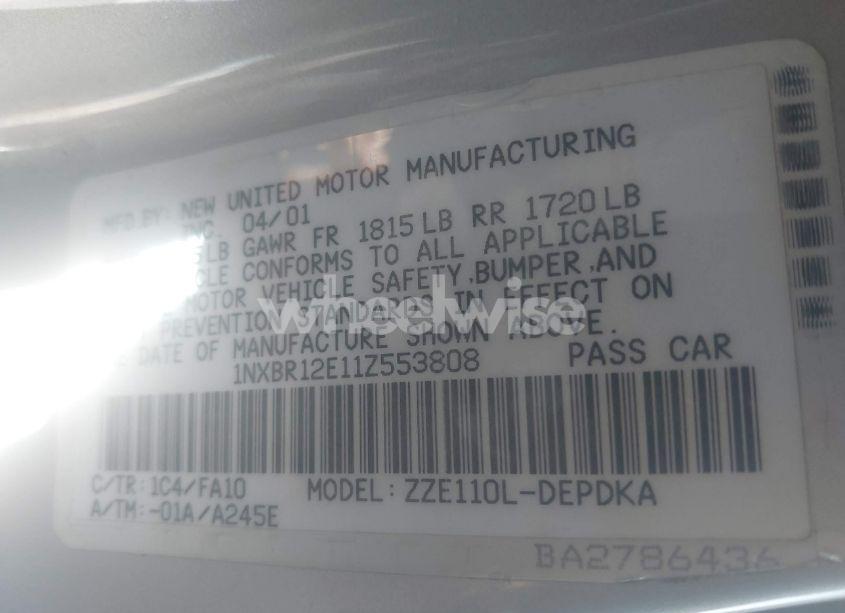 MFD.BY: NEW UNITED MOTOR MANUFACTURING
INC. 04/01
LB GAWR FR 1815 LB RR 1720 LB
CLE CONFORMS TO ALL APPLICABLE
MOTOR VEHICLE SAFETY,BUMPER,AND
PREVENTION STANDARDS IN EFFECT ON
DATE OF MANUFACTURE SHOWN ABOVE.
1NXBR12E11Z553808 PASS CAR
C/TR: 1C4/FA10 MODEL: ZZE110L-DEPDKA
A/TM:-01A/A245E
BA2786436
wheelwise